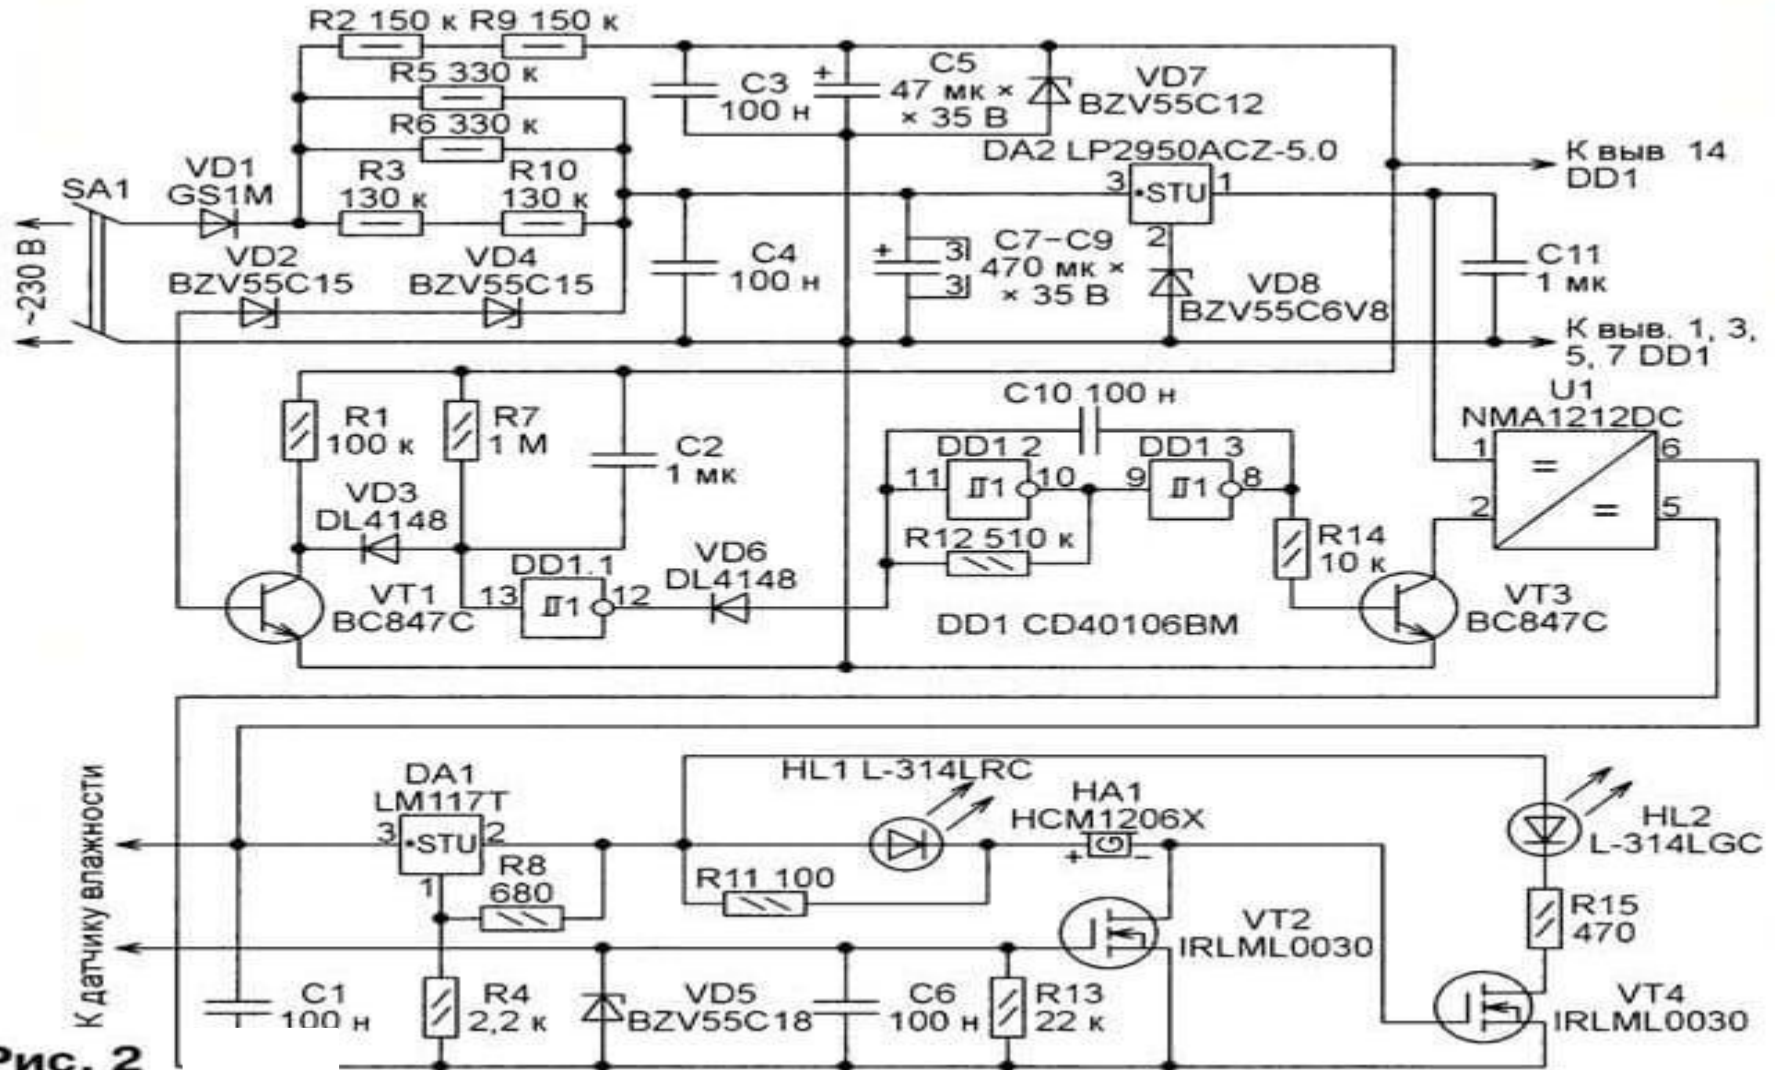 R2 150 к R9 150 к
R5 330 к
R6 330 к
R3
130 к
R10
130 к
SA1
VD1
GS1M
~230 В
VD2
BZV55C15
VD4
BZV55C15
C3
100 н
+
C5
47 мк ×
× 35 В
VD7
BZV55C12
DA2 LP2950ACZ-5.0
3
•STU
1
2
К выв. 14
DD1
C4
100 н
+
3
3
C7–C9
470 мк ×
× 35 В
VD8
BZV55C6V8
C11
1 мк
К выв. 1, 3,
5, 7 DD1
R1
100 к
R7
1 М
C2
1 мк
VD3
DL4148
VT1
BC847C
DD1.1
13
1
12
VD6
DL4148
C10 100 н
DD1 2
11
1
10
DD1 3
9
1
8
R12 510 к
DD1 CD40106BM
R14
10 к
U1
NMA1212DC
1
=
6
2
=
5
VT3
BC847C
К датчику влажности
DA1
LM117T
3
•STU
2
1
R8
680
HL1 L-314LRC
R11 100
HA1
HCM1206X
+
G
–
HL2
L-314LGC
R15
470
VT2
IRLML0030
VT4
IRLML0030
C1
100 н
R4
2,2 к
VD5
BZV55C18
C6
100 н
R13
22 к
Рис. 2